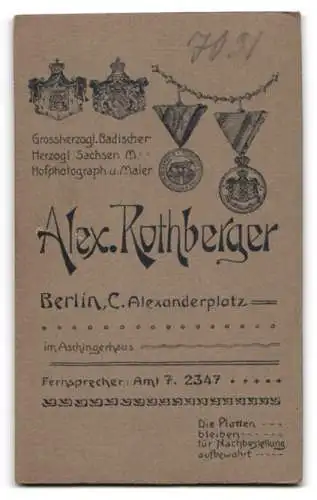 7031
Grossherzogl. Badischer
Herzogl Sachsen M.
Hofphotograph u. Maler
Alex. Rothberger
Berlin, C. Alexanderplatz
im Aschingerhaus
Fernsprecher: Amt 7. 2347
Die Platten
bleiben
für Nachbestellung
aufbewahrt